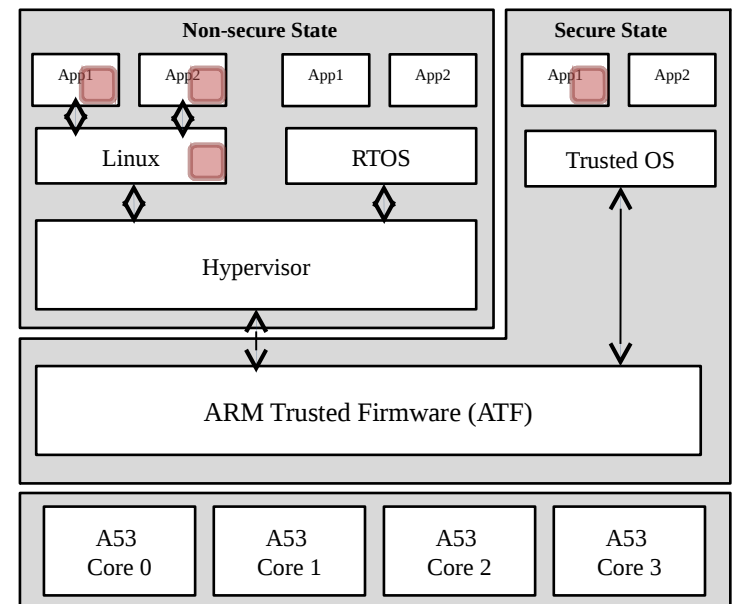 Non-secure State
Secure State
App1
App2
App1
App2
App1
App2
Linux
RTOS
Trusted OS
Hypervisor
ARM Trusted Firmware (ATF)
A53
Core 0
A53
Core 1
A53
Core 2
A53
Core 3